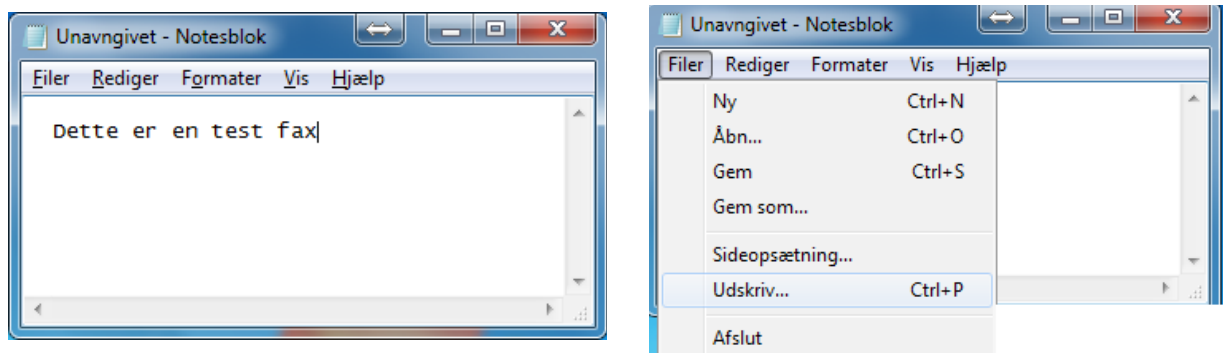 Unavngivet - Notesblok
Filer Rediger Formater Vis Hjælp
Dette er en test fax
Unavngivet - Notesblok
Filer Rediger Formater Vis Hjælp
Ny Ctrl+N
Åbn... Ctrl+O
Gem Ctrl+S
Gem som...
Sideopsætning...
Udskriv... Ctrl+P
Afslut